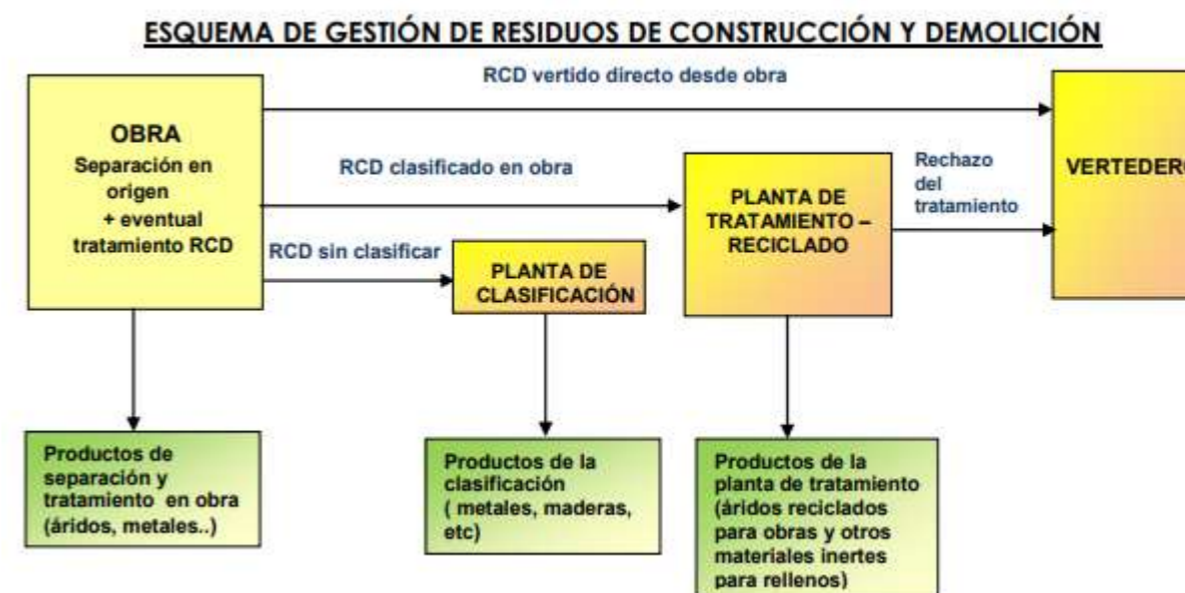 ESQUEMA DE GESTIÓN DE RESIDUOS DE CONSTRUCCIÓN Y DEMOLICIÓN
RCD vertido directo desde obra
OBRA
Separación en
origen
+ eventual
tratamiento RCD
RCD clasificado en obra
RCD sin clasificar
PLANTA DE
CLASIFICACIÓN
PLANTA DE
TRATAMIENTO –
RECICLADO
Rechazo
del
tratamiento
VERTEDERO
Productos de
separación y
tratamiento en obra
(áridos, metales..)
Productos de la
clasificación
( metales, maderas,
etc)
Productos de la
planta de tratamiento
(áridos reciclados
para obras y otros
materiales inertes
para rellenos)